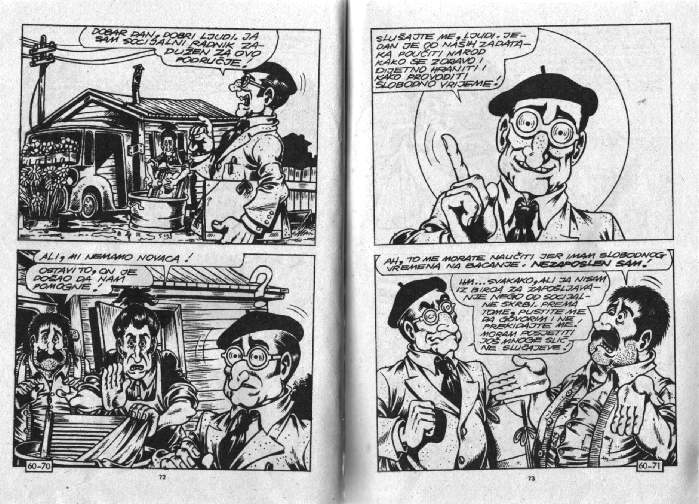 DOBAR DAN, DOBRI LJUDI. JA
SAM SOCIJALNI RADNIK ZA-
DUŽEN ZA OVO
PODRUČJE!
ALI, MI NEMAMO NOVACA!
OSTAVI TO, ON JE
DOŠAO DA NAM
POMOGNE!
60-70
72
SLUŠAJTE ME, LJUDI. JE-
DAN JE OD NAŠIH ZADATA-
KA POUČITI NAROD
KAKO SE ZDRAVO I
DIJETNO HRANITI I
KAKO PROVODITI
SLOBODNO VRIJEME!
AH, TO ME MORATE NAUČITI JER IMAM SLOBODNOG
VREMENA NA BACANJE. NEZAPOSLEN SAM!
HM... SVAKAKO, ALI JA NISAM
IZ BIROA ZA ZAPOŠLJAVA-
NJE NEGO OD SOCIJAL-
NE SKRBI. PREMA
TOME, PUSTITE ME
DA GOVORIM I NE
PREKIDAJTE ME.
MORAM POSJETITI
JOŠ MNOGE SLIČ-
NE SLUČAJEVE!
60-71
73